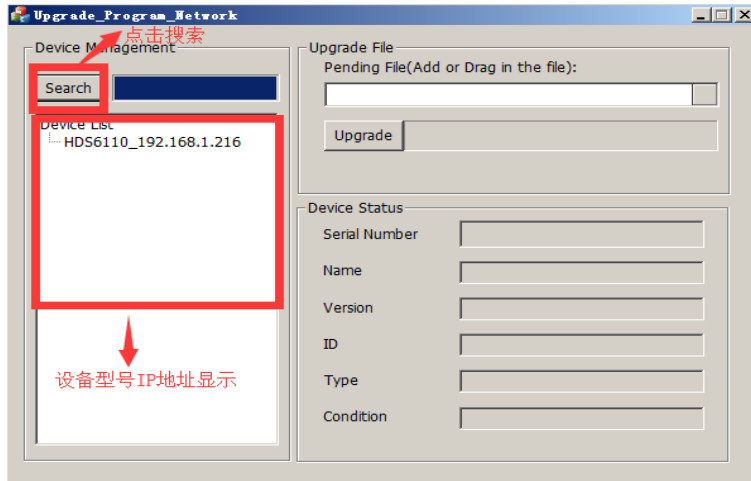 Upgrade_Program_Network
点击搜索
Device Management
Search
Device List
HDS6110_192.168.1.216
设备型号IP地址显示
Upgrade File
Pending File(Add or Drag in the file):
Upgrade
Device Status
Serial Number
Name
Version
ID
Type
Condition